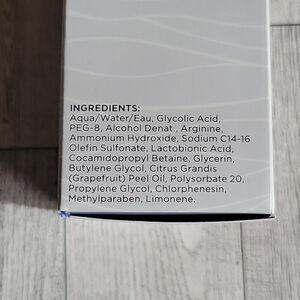 INGREDIENTS:
Aqua/Water/Eau, Glycolic Acid,
PEG-8, Alcohol Denat., Arginine,
Ammonium Hydroxide, Sodium C14-16
Olefin Sulfonate, Lactobionic Acid,
Cocamidopropyl Betaine, Glycerin,
Butylene Glycol, Citrus Grandis
(Grapefruit) Peel Oil, Polysorbate 20,
Propylene Glycol, Chlorphenesin,
Methylparaben, Limonene.